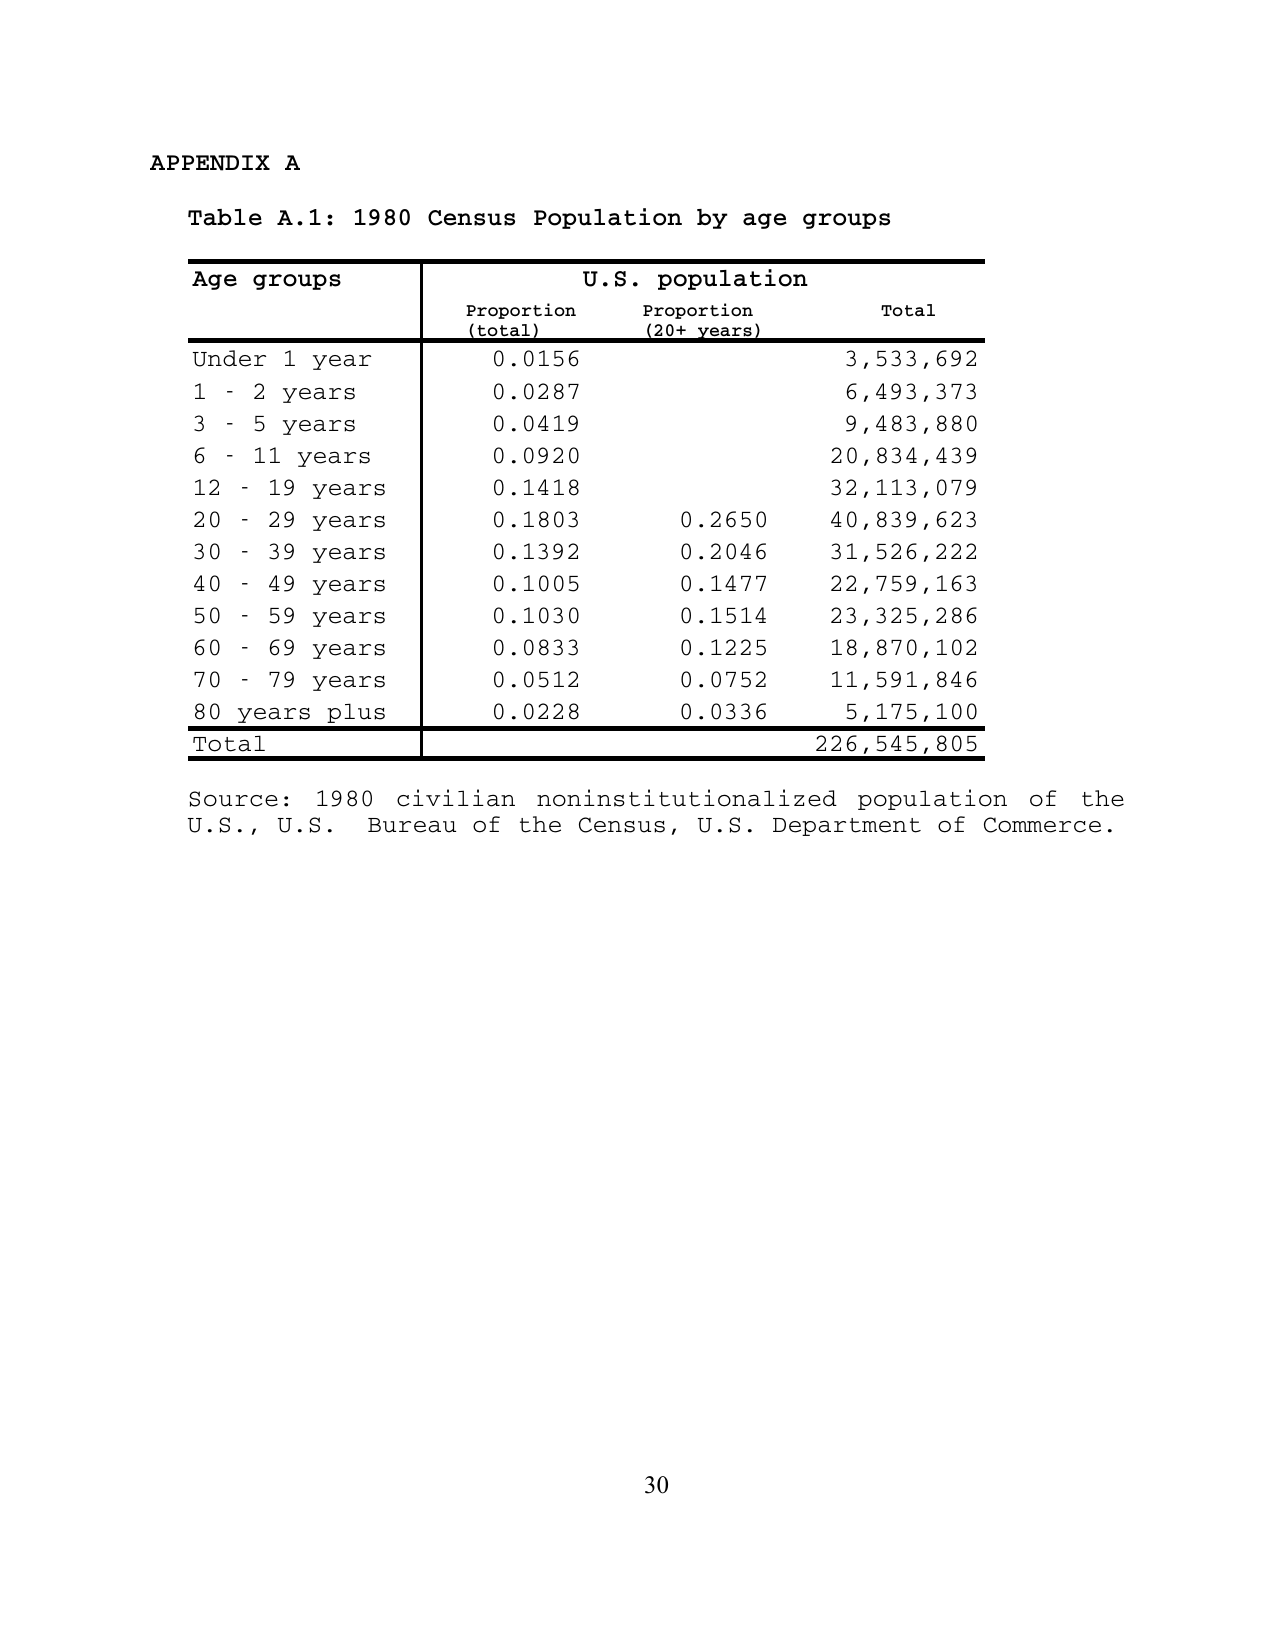 APPENDIX A
Table A.1: 1980 Census Population by age groups
Age groups U.S. population
Proportion (total) Proportion (20+ years) Total
Under 1 year 0.0156 3,533,692
1 - 2 years 0.0287 6,493,373
3 - 5 years 0.0419 9,483,880
6 - 11 years 0.0920 20,834,439
12 - 19 years 0.1418 32,113,079
20 - 29 years 0.1803 0.2650 40,839,623
30 - 39 years 0.1392 0.2046 31,526,222
40 - 49 years 0.1005 0.1477 22,759,163
50 - 59 years 0.1030 0.1514 23,325,286
60 - 69 years 0.0833 0.1225 18,870,102
70 - 79 years 0.0512 0.0752 11,591,846
80 years plus 0.0228 0.0336 5,175,100
Total 226,545,805
Source: 1980 civilian noninstitutionalized population of the
U.S., U.S. Bureau of the Census, U.S. Department of Commerce.
30